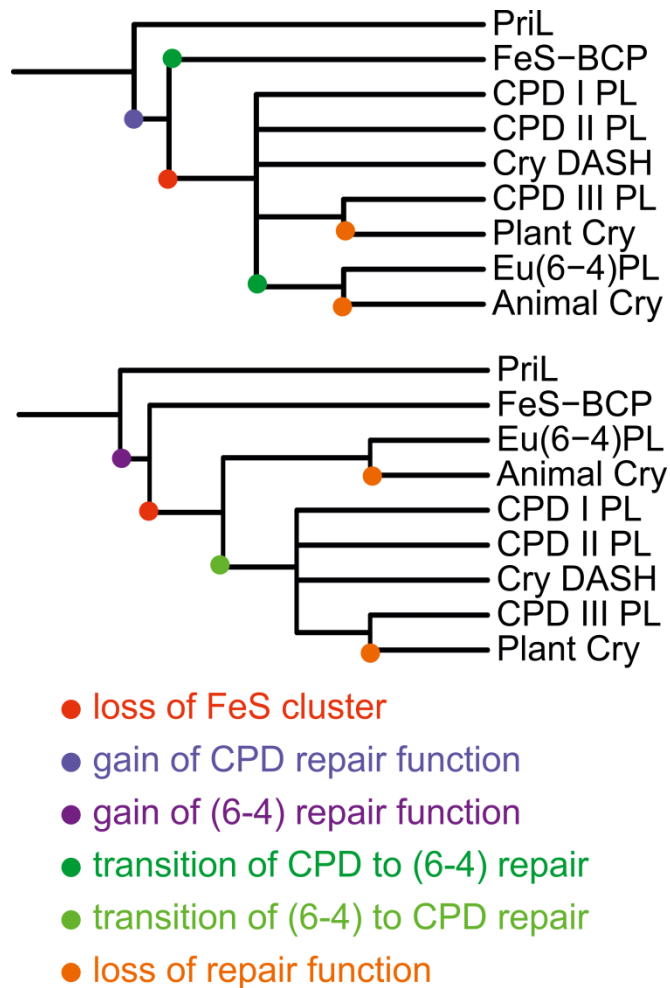 PriL
FeS−BCP
CPD I PL
CPD II PL
Cry DASH
CPD III PL
Plant Cry
Eu(6−4)PL
Animal Cry
PriL
FeS−BCP
Eu(6−4)PL
Animal Cry
CPD I PL
CPD II PL
Cry DASH
CPD III PL
Plant Cry
loss of FeS cluster
gain of CPD repair function
gain of (6-4) repair function
transition of CPD to (6-4) repair
transition of (6-4) to CPD repair
loss of repair function